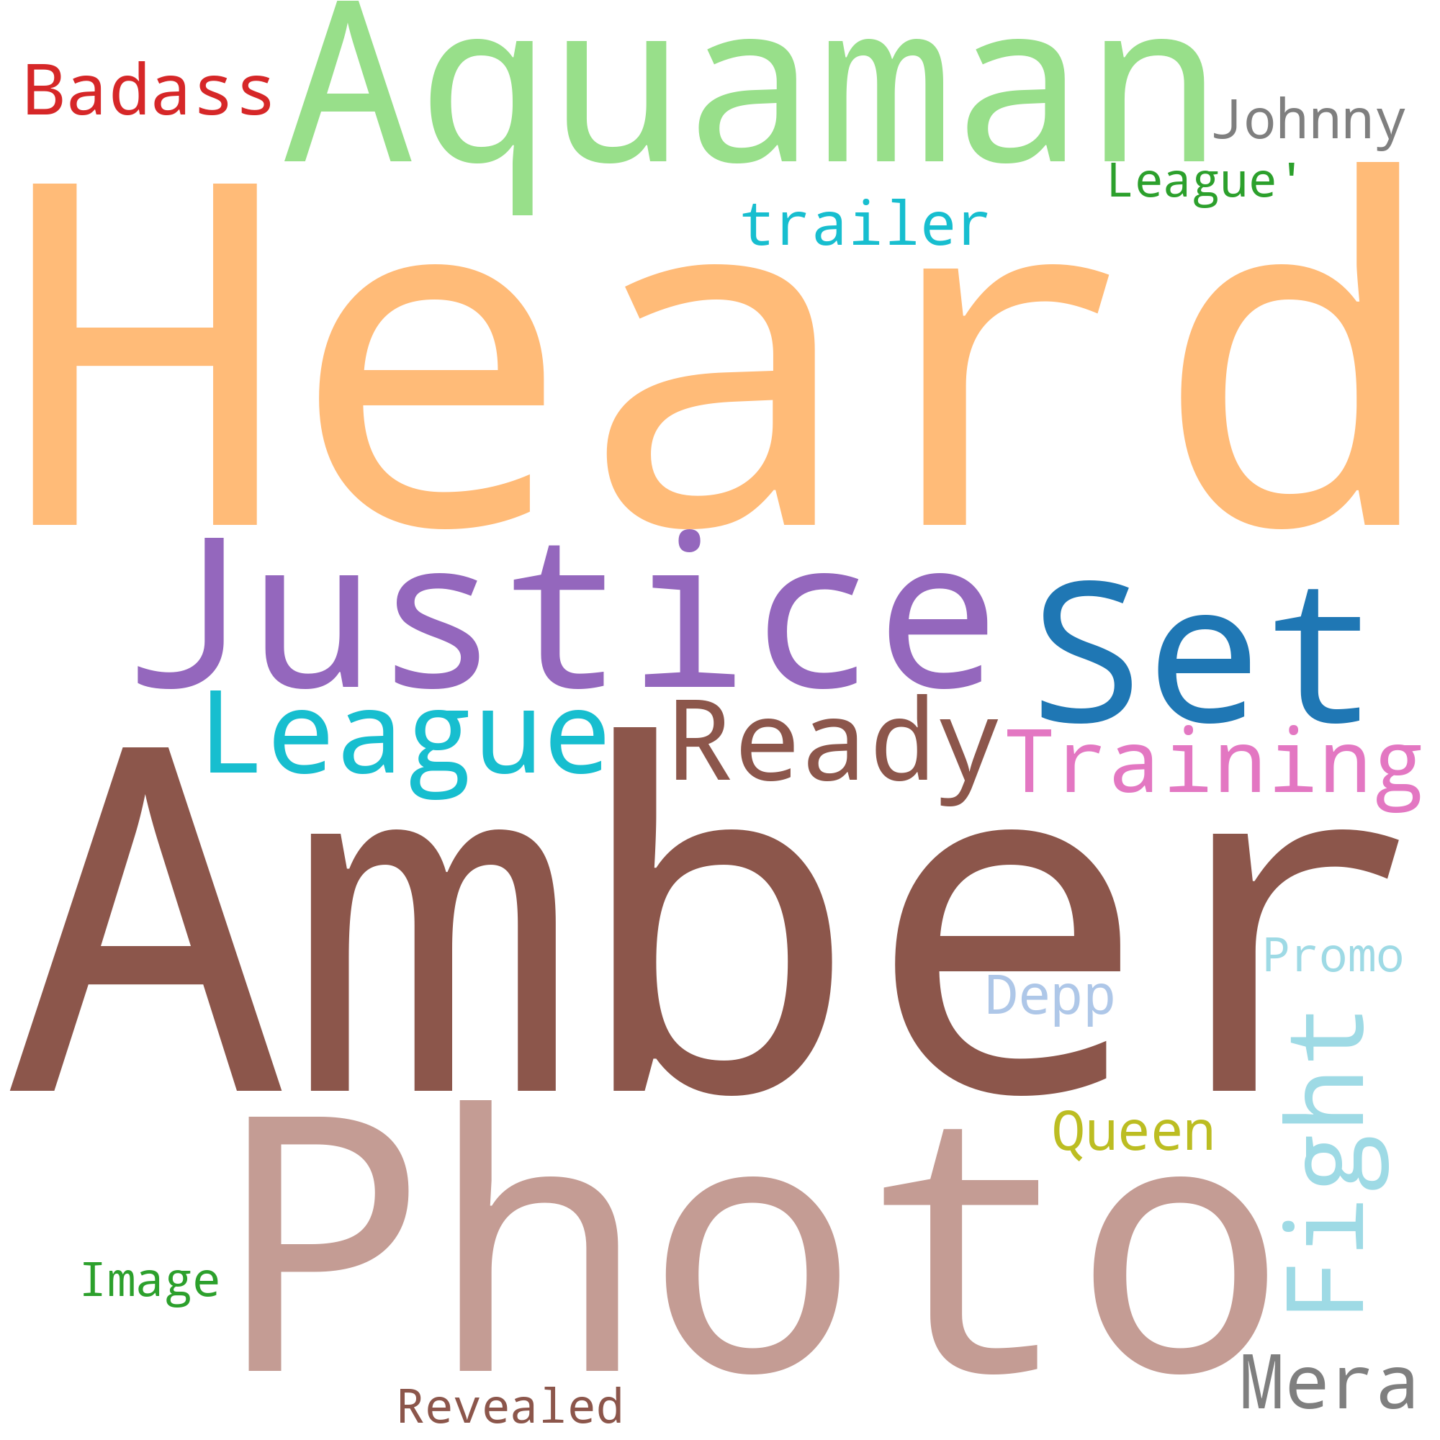 Aquaman
Badass
Johnny
League'
trailer
Heard
Justice
Set
League
Ready
Training
Amber
Promo
Depp
Fight
Queen
Photo
Image
Mera
Revealed